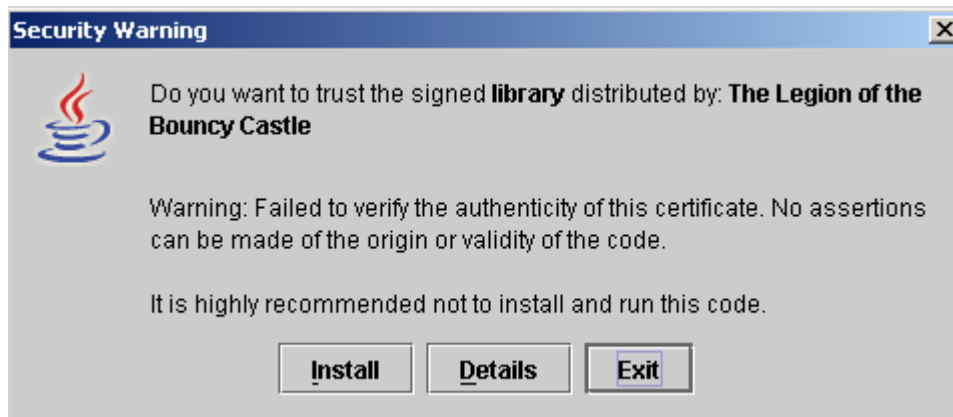 Security Warning
Do you want to trust the signed library distributed by: The Legion of the
Bouncy Castle
Warning: Failed to verify the authenticity of this certificate. No assertions
can be made of the origin or validity of the code.
It is highly recommended not to install and run this code.
Install Details Exit